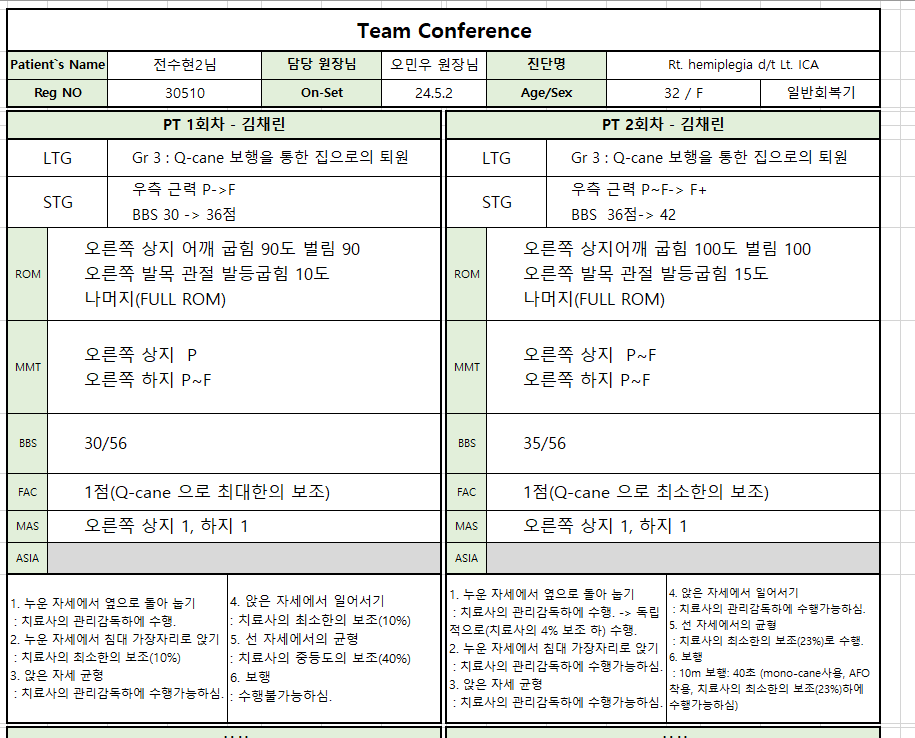 Team Conference
Patient`s Name 전수현2님 담당 원장님 오민우 원장님 진단명 Rt. hemiplegia d/t Lt. ICA
Reg NO 30510 On-Set 24.5.2 Age/Sex 32 / F 일반회복기
PT 1회차 - 김채린
LTG Gr 3 : Q-cane 보행을 통한 집으로의 퇴원
STG 우측 근력 P->F
BBS 30 -> 36점
ROM 오른쪽 상지 어깨 굽힘 90도 벌림 90
오른쪽 발목 관절 발등굽힘 10도
나머지(FULL ROM)
MMT 오른쪽 상지 P
오른쪽 하지 P~F
BBS 30/56
FAC 1점(Q-cane 으로 최대한의 보조)
MAS 오른쪽 상지 1, 하지 1
ASIA
1. 누운 자세에서 옆으로 돌아 눕기
: 치료사의 관리감독하에 수행.
2. 누운 자세에서 침대 가장자리로 앉기
: 치료사의 최소한의 보조(10%)
3. 앉은 자세 균형
: 치료사의 관리감독하에 수행가능하심.
4. 앉은 자세에서 일어서기
: 치료사의 최소한의 보조(10%)
5. 선 자세에서의 균형
: 치료사의 중등도의 보조(40%)
6. 보행
: 수행불가능하심.
PT 2회차 - 김채린
LTG Gr 3 : Q-cane 보행을 통한 집으로의 퇴원
STG 우측 근력 P~F-> F+
BBS 36점-> 42
ROM 오른쪽 상지어깨 굽힘 100도 벌림 100
오른쪽 발목 관절 발등굽힘 15도
나머지(FULL ROM)
MMT 오른쪽 상지 P~F
오른쪽 하지 P~F
BBS 35/56
FAC 1점(Q-cane 으로 최소한의 보조)
MAS 오른쪽 상지 1, 하지 1
ASIA
1. 누운 자세에서 옆으로 돌아 눕기
: 치료사의 관리감독하에 수행. -> 독립
적으로(치료사의 4% 보조 하) 수행.
2. 누운 자세에서 침대 가장자리로 앉기
: 치료사의 관리감독하에 수행가능하심.
3. 앉은 자세 균형
: 치료사의 관리감독하에 수행가능하심.
4. 앉은 자세에서 일어서기
: 치료사의 관리감독하에 수행가능하심.
5. 선 자세에서의 균형
: 치료사의 최소한의 보조(23%)로 수행.
6. 보행
: 10m 보행: 40초 (mono-cane사용, AFO
착용, 치료사의 최소한의 보조(23%)하에
수행가능하심)